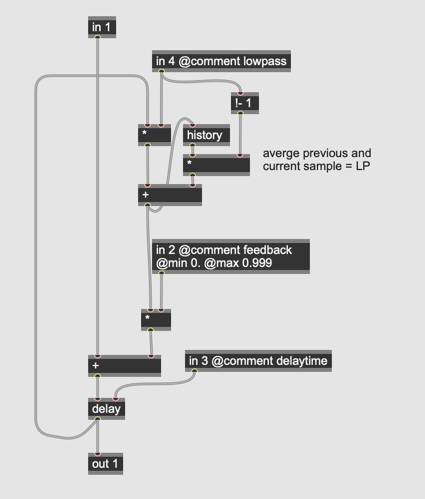 in 1
in 4 @comment lowpass
!- 1
*
history
*
averge previous and
current sample = LP
+
in 2 @comment feedback
@min 0. @max 0.999
*
+
in 3 @comment delaytime
delay
out 1